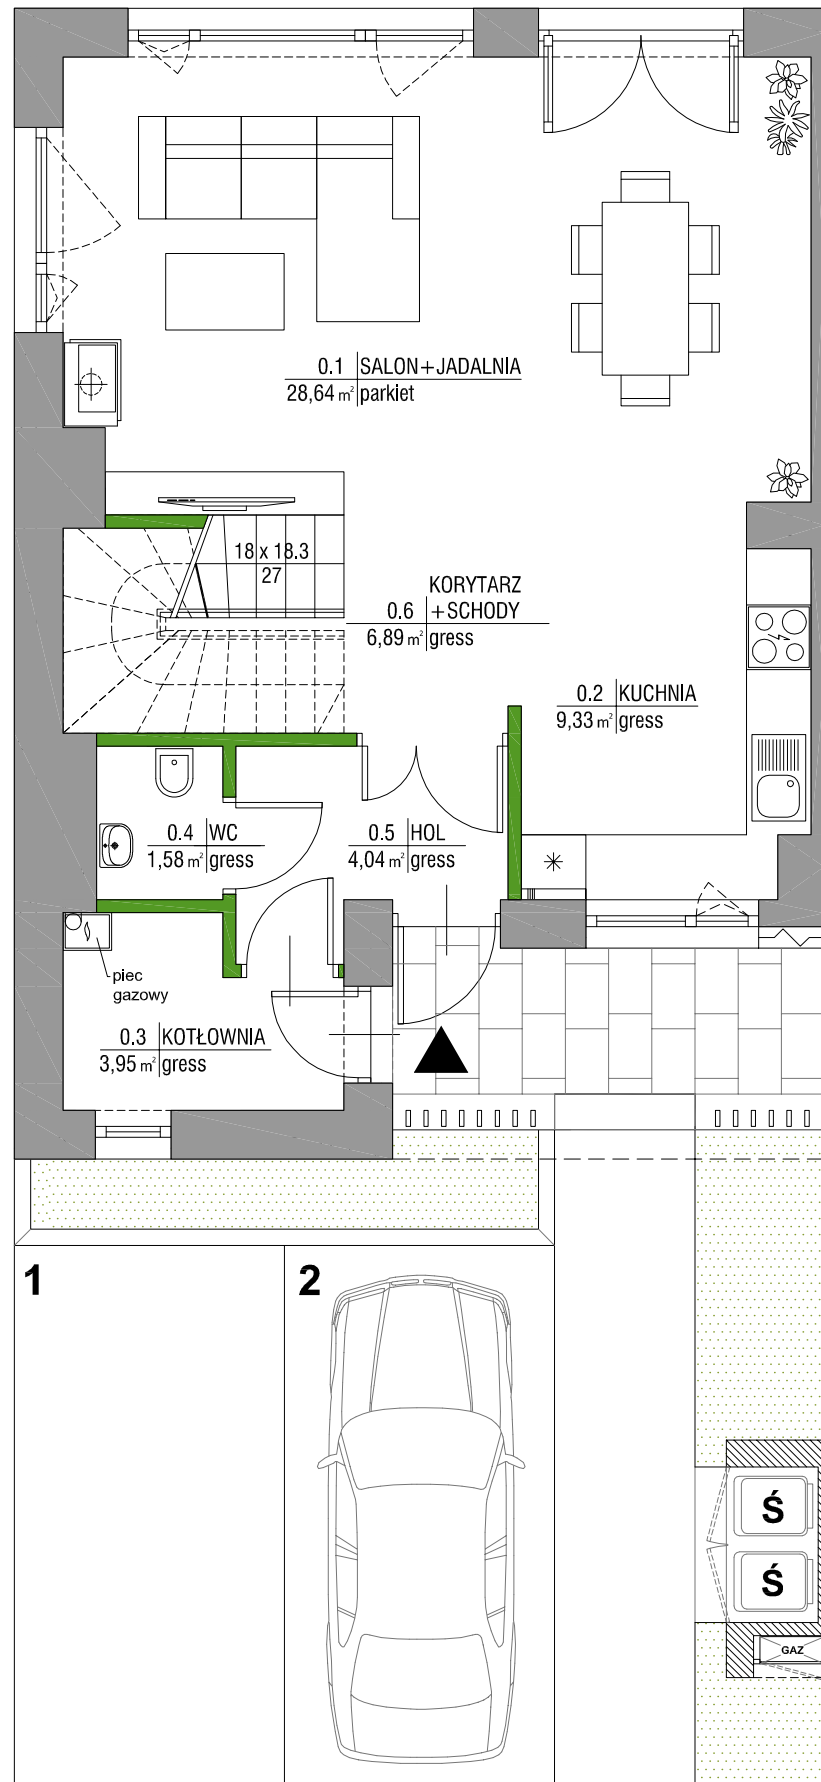 0.1 SALON+JADALNIA
28,64 m² parkiet
18 x 18.3
27
KORYTARZ
0.6 +SCHODY
6,89 m² gress
0.2 KUCHNIA
9,33 m² gress
0.4 WC
1,58 m² gress
0.5 HOL
4,04 m² gress
piec
gazowy
0.3 KOTŁOWNIA
3,95 m² gress
1
2
Ś
Ś
GAZ